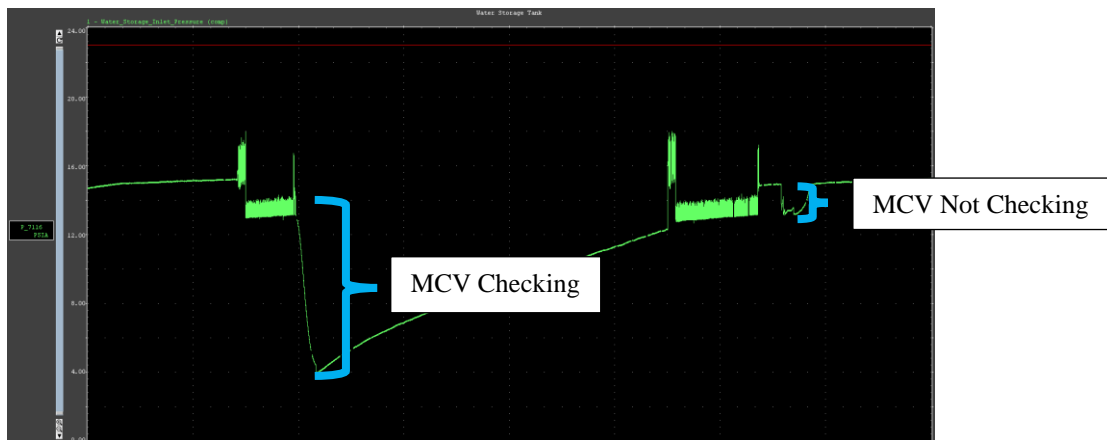 Water Storage Tank
1 - Water_Storage_Inlet_Pressure (comp)
24.00
20.00
16.00
MCV Not Checking
P_7116
PSIA
12.00
MCV Checking
8.00
4.00
0.00